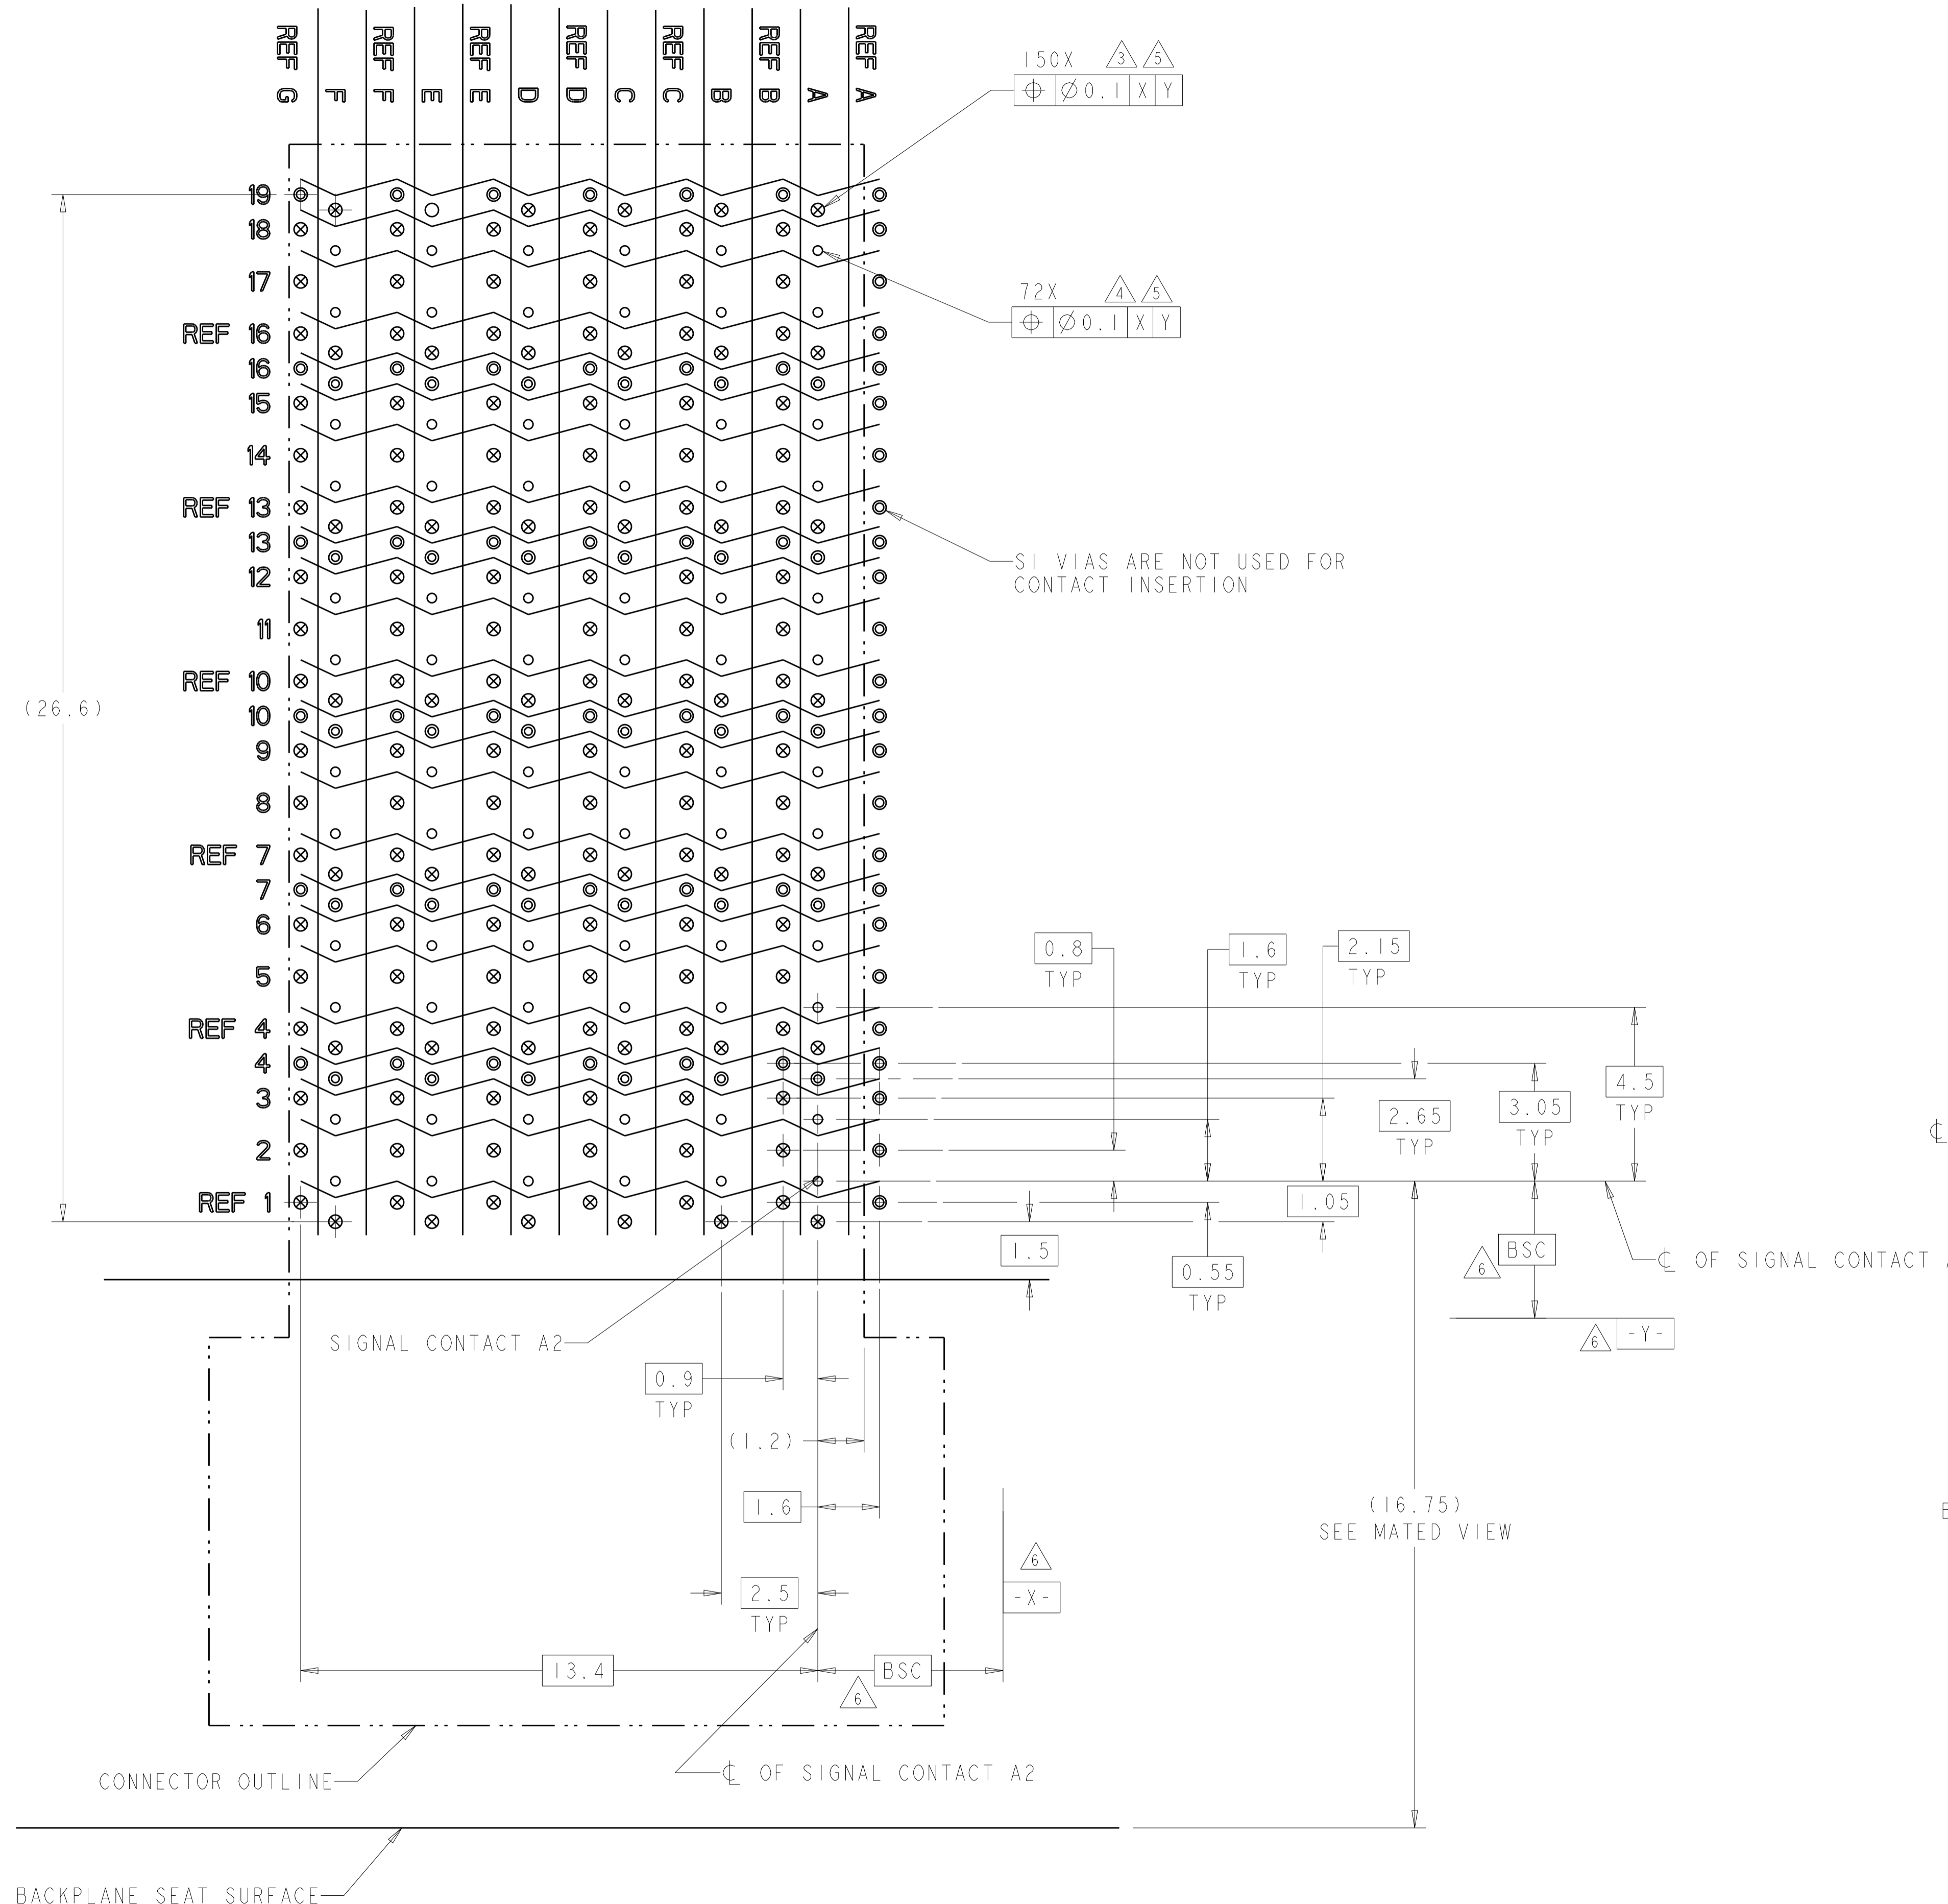 REF G
F
REF F
E
REF E
D
REF D
C
REF C
B
REF B
A
REF A
150X 3 5
⌖ Ø0.1 X Y
19
18
72X 4 5
⌖ Ø0.1 X Y
17
REF 16
16
15
14
REF 13
13
SI VIAS ARE NOT USED FOR
CONTACT INSERTION
12
11
REF 10
(26.6)
10
9
8
REF 7
7
6
0.8
TYP
1.6
TYP
2.15
TYP
5
REF 4
4
3
2
REF 1
4.5
TYP
3.05
TYP
2.65
TYP
1.05
1.5
0.55
TYP
BSC
6
℄ OF SIGNAL CONTACT
6 -Y-
℄
SIGNAL CONTACT A2
0.9
TYP
(1.2)
1.6
(16.75)
SEE MATED VIEW
6
-X-
2.5
TYP
13.4
BSC
6
℄ OF SIGNAL CONTACT A2
CONNECTOR OUTLINE
BACKPLANE SEAT SURFACE